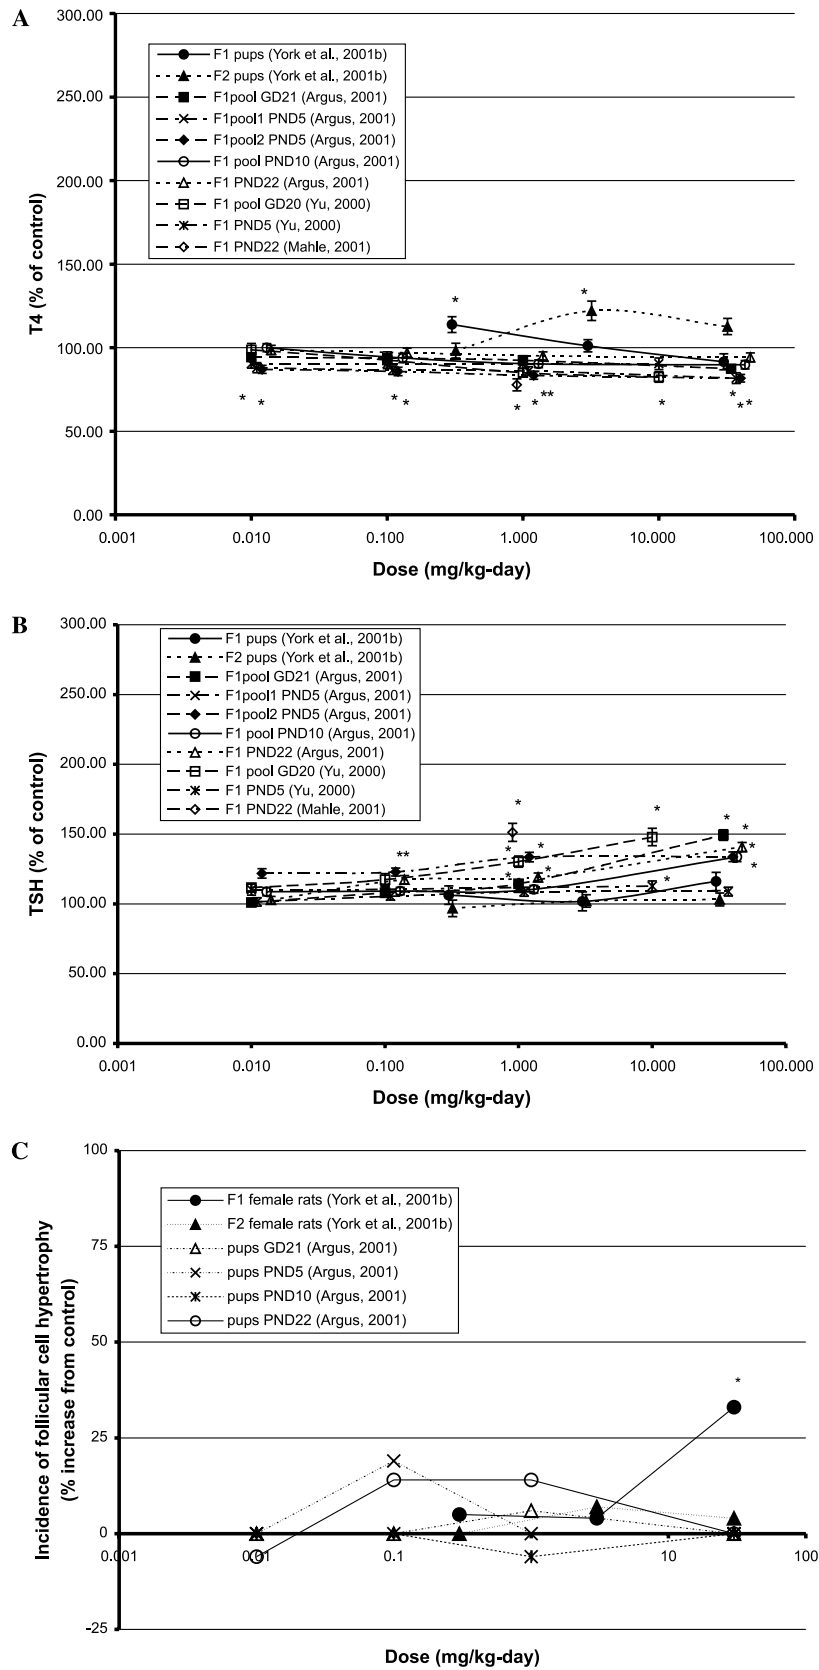 A
300.00
250.00
200.00
150.00
100.00
50.00
0.00
T4 (% of control)
F1 pups (York et al., 2001b)
F2 pups (York et al., 2001b)
F1pool GD21 (Argus, 2001)
F1pool1 PND5 (Argus, 2001)
F1pool2 PND5 (Argus, 2001)
F1 pool PND10 (Argus, 2001)
F1 PND22 (Argus, 2001)
F1 pool GD20 (Yu, 2000)
F1 PND5 (Yu, 2000)
F1 PND22 (Mahle, 2001)
* *
* * * * * * ** * * * *
0.001 0.010 0.100 1.000 10.000 100.000
Dose (mg/kg-day)
B
300.00
250.00
200.00
150.00
100.00
50.00
0.00
TSH (% of control)
F1 pups (York et al., 2001b)
F2 pups (York et al., 2001b)
F1pool GD21 (Argus, 2001)
F1pool1 PND5 (Argus, 2001)
F1pool2 PND5 (Argus, 2001)
F1 pool PND10 (Argus, 2001)
F1 PND22 (Argus, 2001)
F1 pool GD20 (Yu, 2000)
F1 PND5 (Yu, 2000)
F1 PND22 (Mahle, 2001)
* * * *
** * * * *
* * * *
0.001 0.010 0.100 1.000 10.000 100.000
Dose (mg/kg-day)
C
100
75
50
25
0
-25
Incidence of follicular cell hypertrophy
(% increase from control)
F1 female rats (York et al., 2001b)
F2 female rats (York et al., 2001b)
pups GD21 (Argus, 2001)
pups PND5 (Argus, 2001)
pups PND10 (Argus, 2001)
pups PND22 (Argus, 2001)
*
0.001 0.01 0.1 10 100
Dose (mg/kg-day)